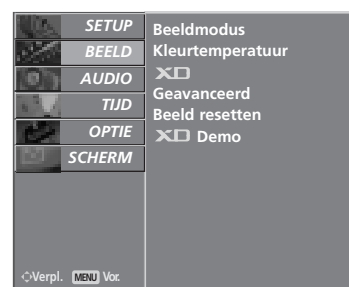 SETUP
BEELD
AUDIO
TIJD
OPTIE
SCHERM
Verpl. MENU Vor.
Beeldmodus
Kleurtemperatuur
XD
Geavanceerd
Beeld resetten
XD Demo